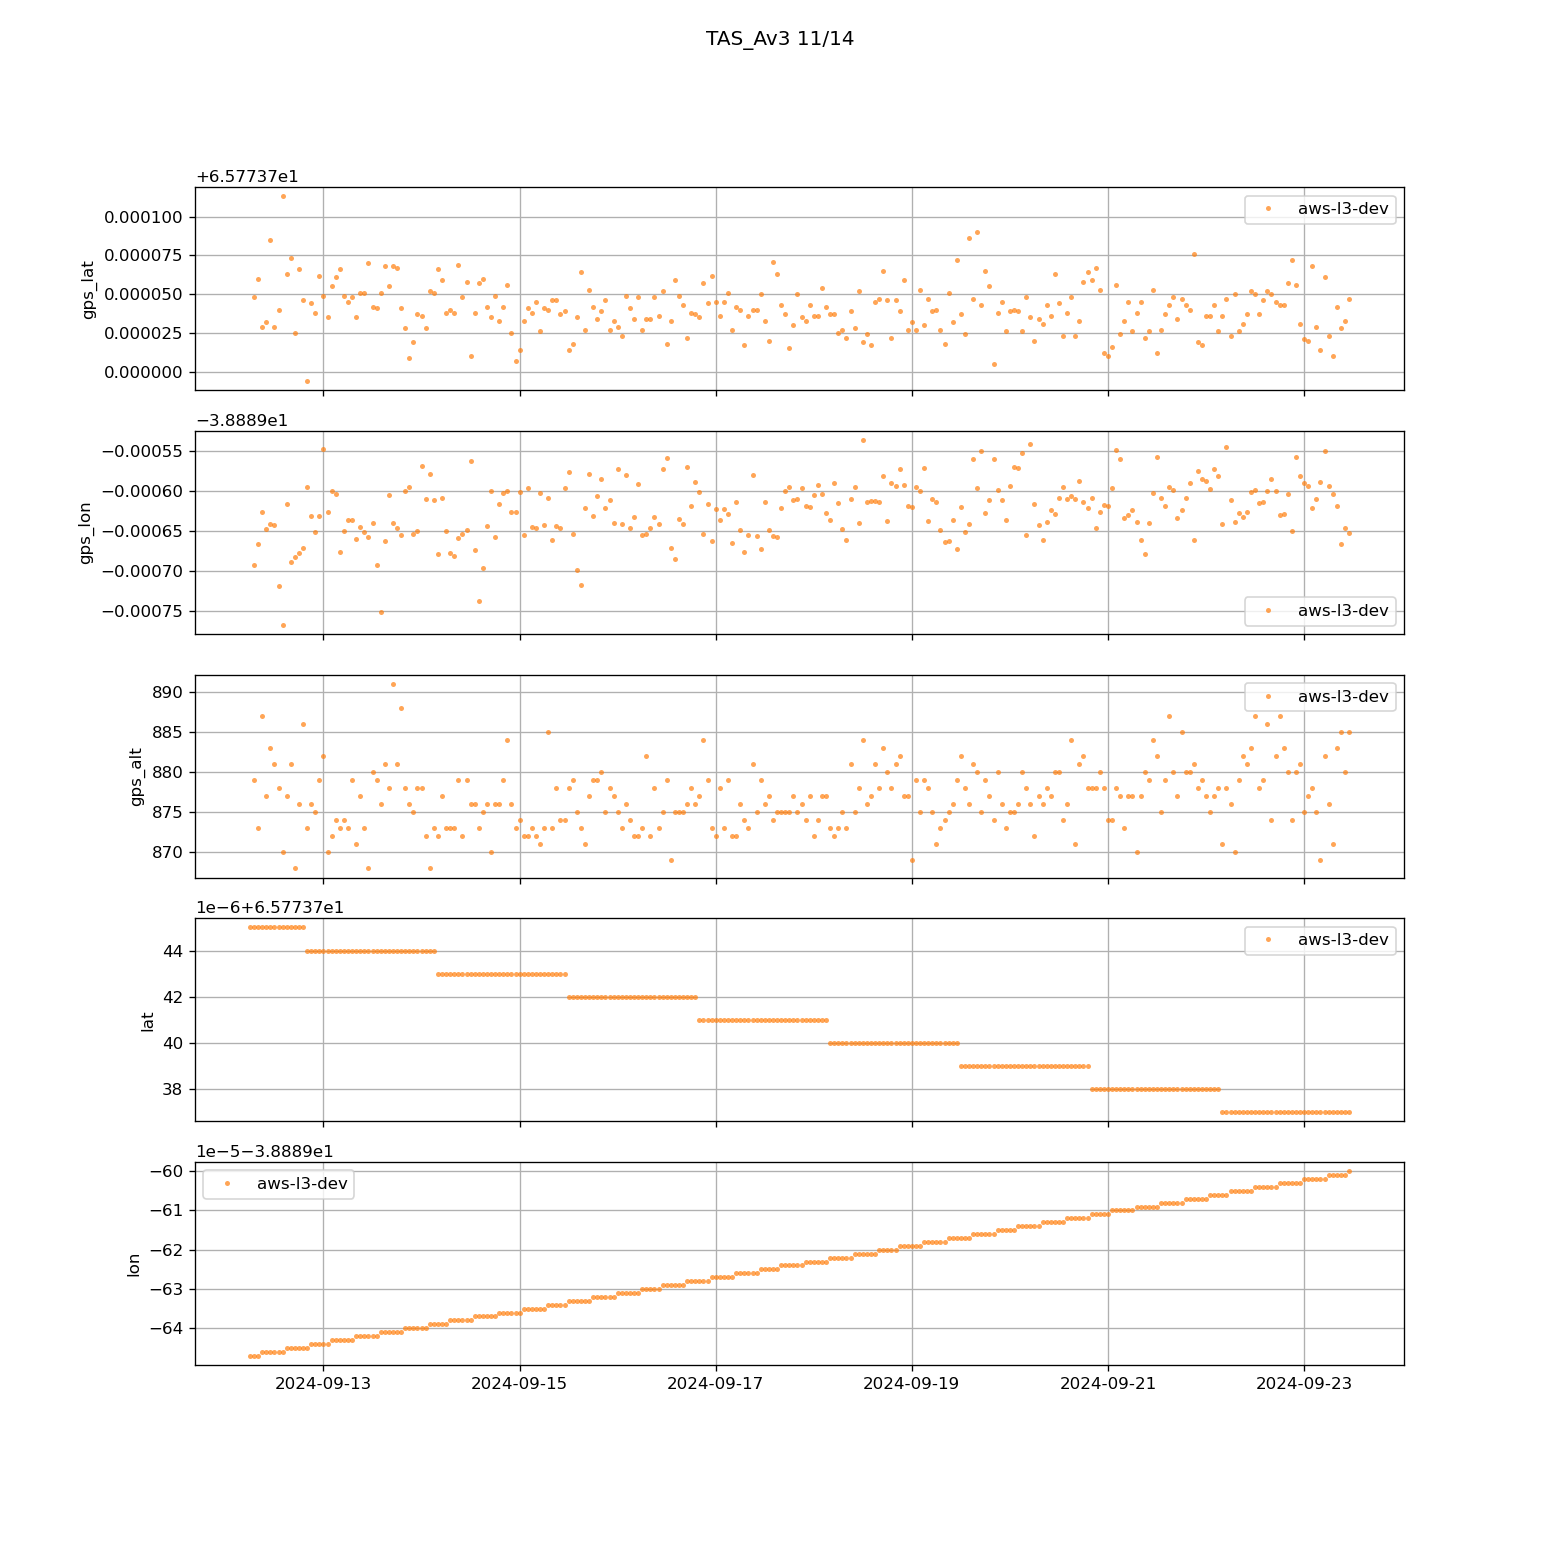 TAS_Av3 11/14
+6.57737e1
0.000100
0.000075
0.000050
0.000025
0.000000
gps_lat
aws-l3-dev
−3.8889e1
−0.00055
−0.00060
−0.00065
−0.00070
−0.00075
gps_lon
aws-l3-dev
890
885
880
875
870
gps_alt
aws-l3-dev
1e−6+6.57737e1
44
42
40
38
lat
aws-l3-dev
1e−5−3.8889e1
−60
−61
−62
−63
−64
lon
aws-l3-dev
2024-09-13 2024-09-15 2024-09-17 2024-09-19 2024-09-21 2024-09-23